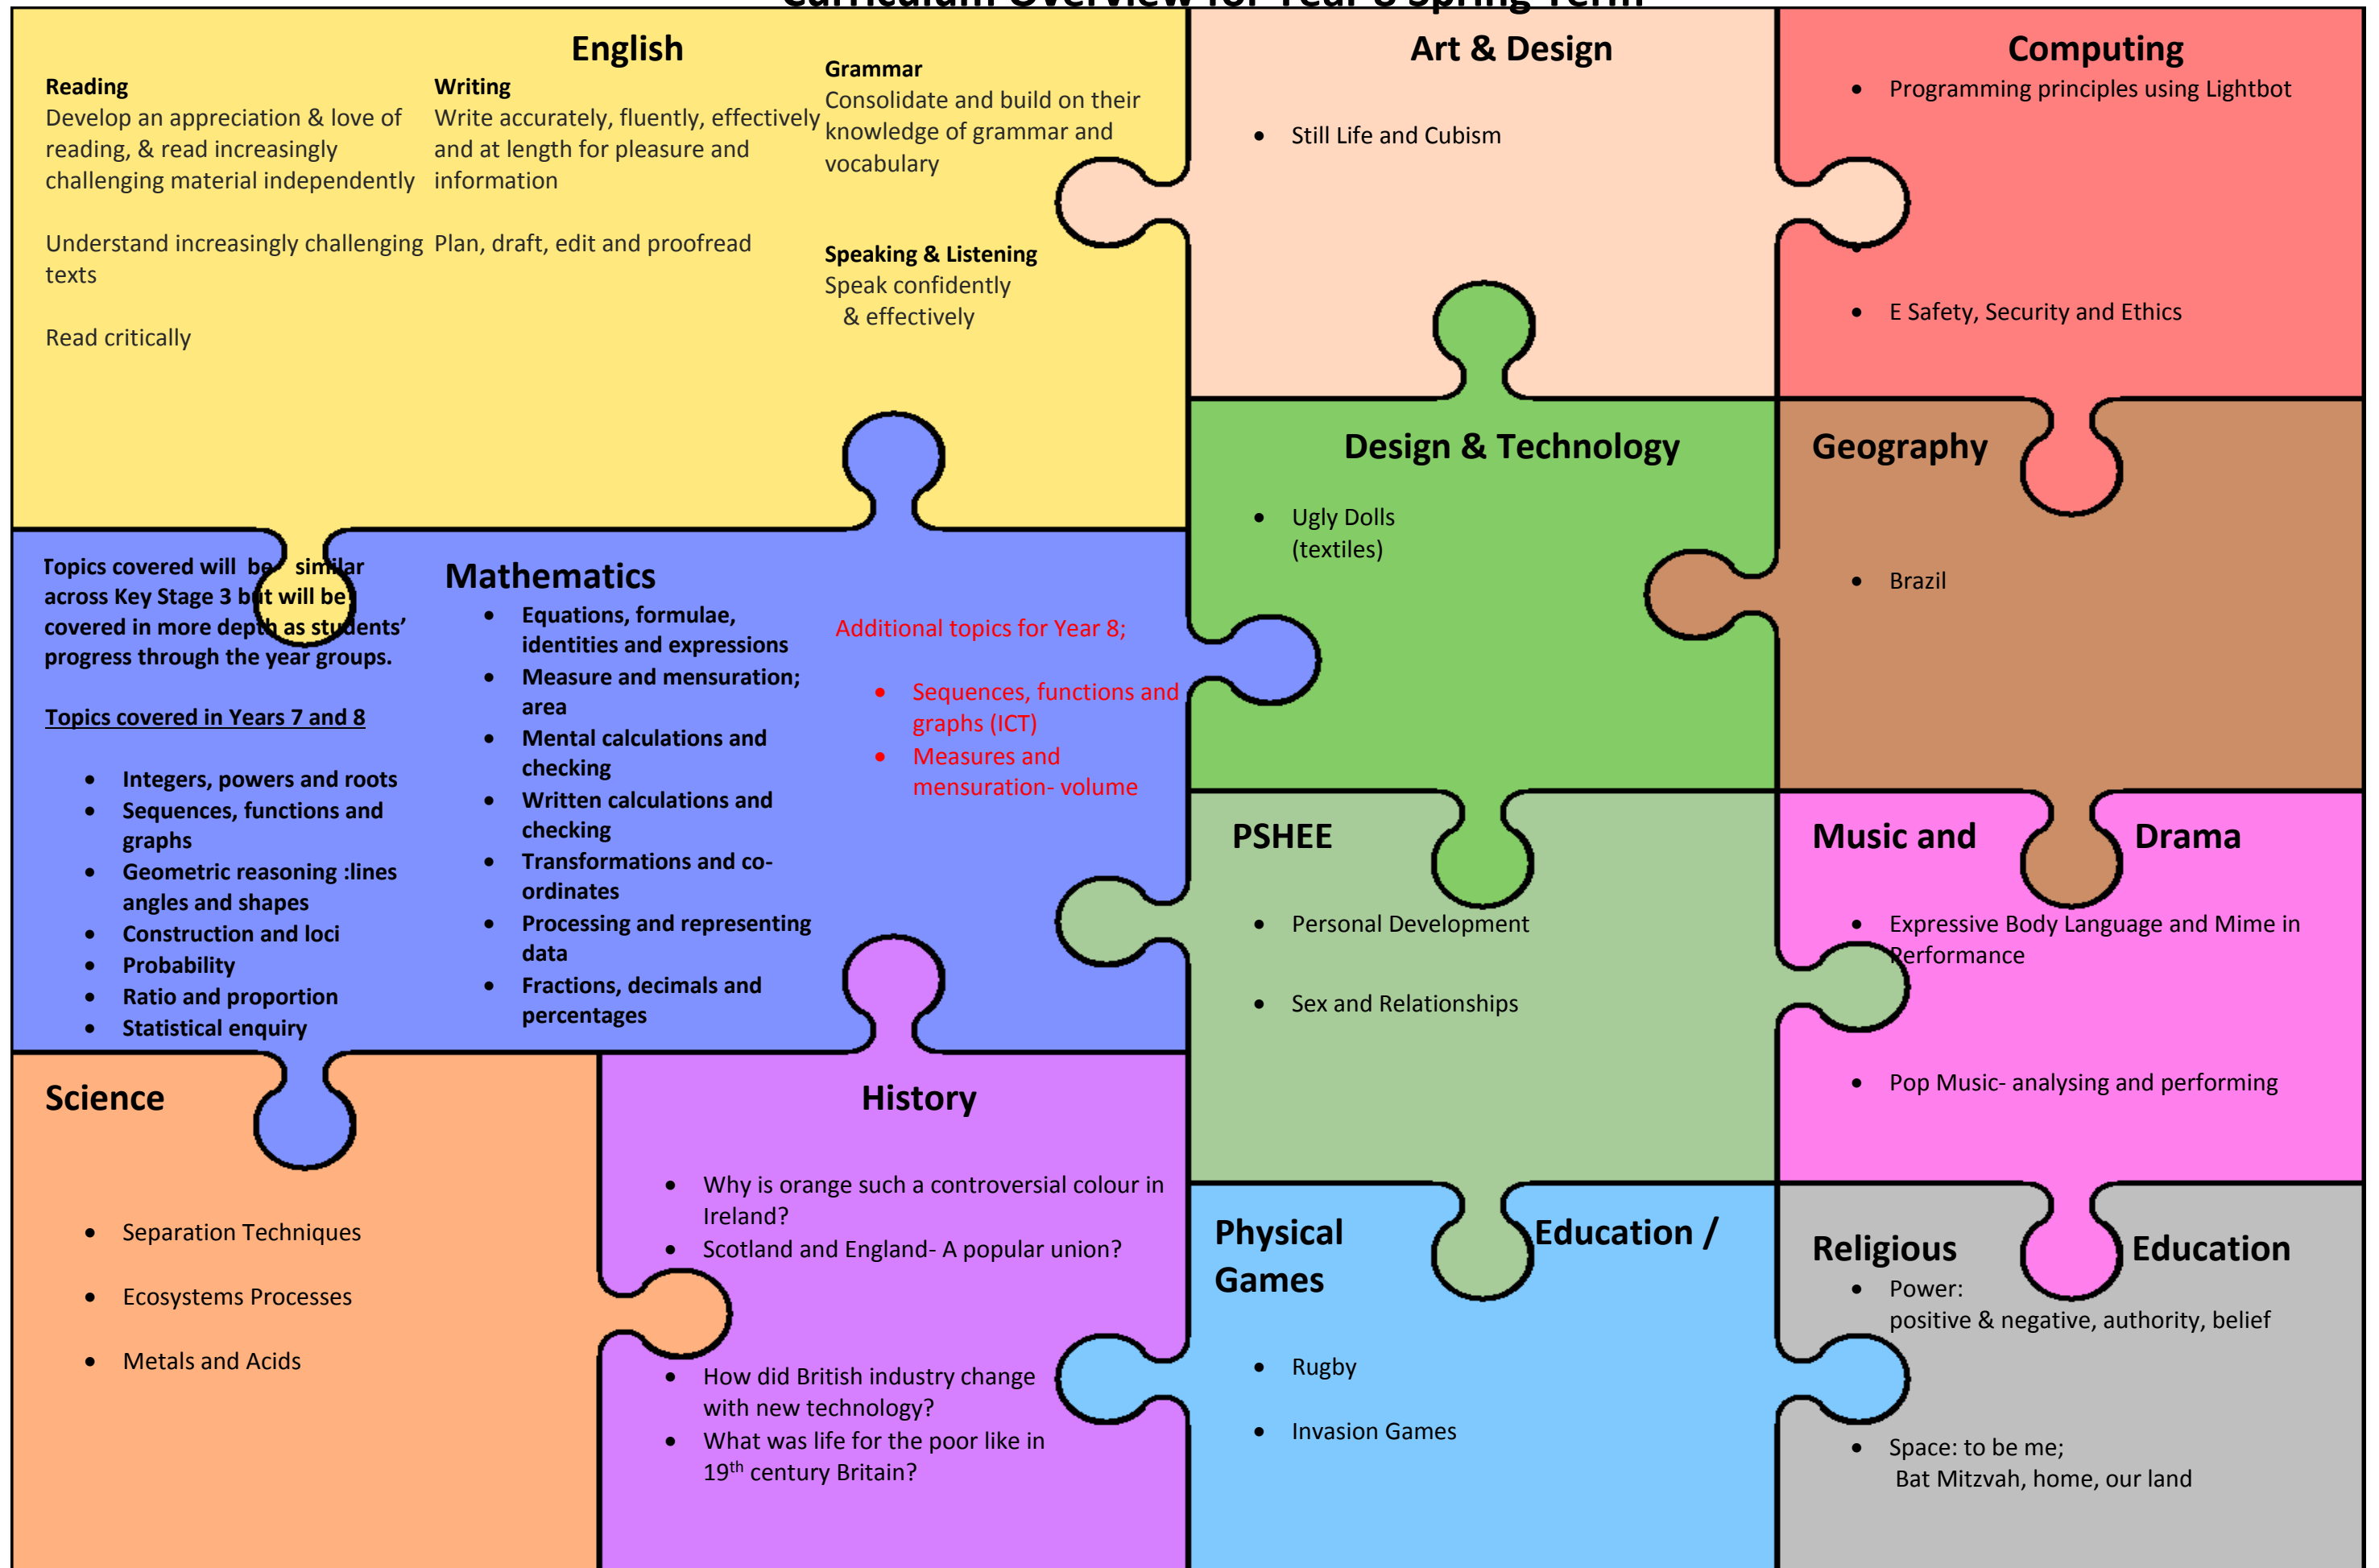 Curriculum Overview for Year 8 Spring Term
English
Reading
Develop an appreciation & love of
reading, & read increasingly
challenging material independently
Understand increasingly challenging
texts
Read critically
Writing
Write accurately, fluently, effectively
and at length for pleasure and
information
Plan, draft, edit and proofread
Grammar
Consolidate and build on their
knowledge of grammar and
vocabulary
Speaking & Listening
Speak confidently
& effectively
Art & Design
• Still Life and Cubism
Computing
• Programming principles using Lightbot
• E Safety, Security and Ethics
Design & Technology
• Ugly Dolls
(textiles)
Geography
• Brazil
Topics covered will be similar
across Key Stage 3 but will be
covered in more depth as students’
progress through the year groups.
Topics covered in Years 7 and 8
• Integers, powers and roots
• Sequences, functions and
graphs
• Geometric reasoning :lines
angles and shapes
• Construction and loci
• Probability
• Ratio and proportion
• Statistical enquiry
Mathematics
• Equations, formulae,
identities and expressions
• Measure and mensuration;
area
• Mental calculations and
checking
• Written calculations and
checking
• Transformations and co-
ordinates
• Processing and representing
data
• Fractions, decimals and
percentages
Additional topics for Year 8;
• Sequences, functions and
graphs (ICT)
• Measures and
mensuration- volume
PSHEE
• Personal Development
• Sex and Relationships
Music and Drama
• Expressive Body Language and Mime in
Performance
• Pop Music- analysing and performing
Science
• Separation Techniques
• Ecosystems Processes
• Metals and Acids
History
• Why is orange such a controversial colour in
Ireland?
• Scotland and England- A popular union?
• How did British industry change
with new technology?
• What was life for the poor like in
19th century Britain?
Physical Education /
Games
• Rugby
• Invasion Games
Religious Education
• Power:
positive & negative, authority, belief
• Space: to be me;
Bat Mitzvah, home, our land